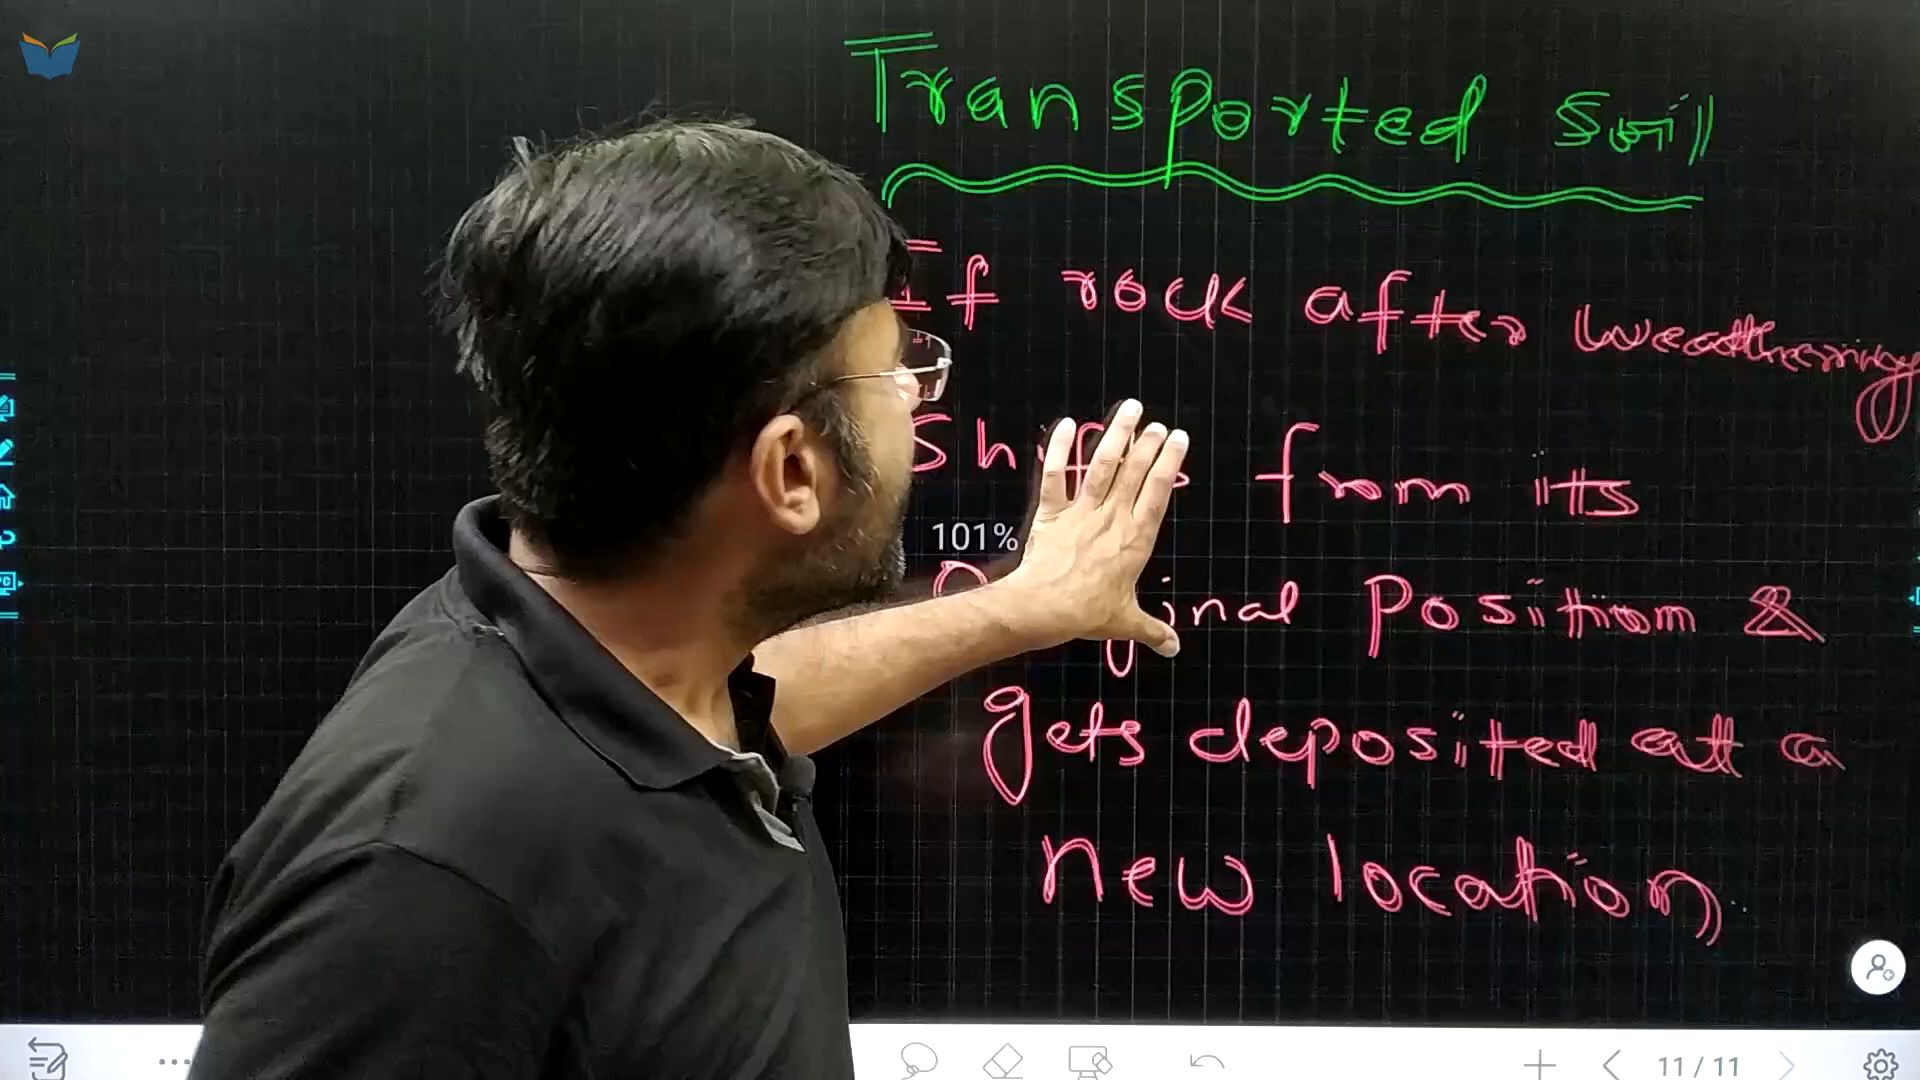 Transported Soil
If rock after weathering
from its
position &
gets deposited at a
new location
101%
11/11